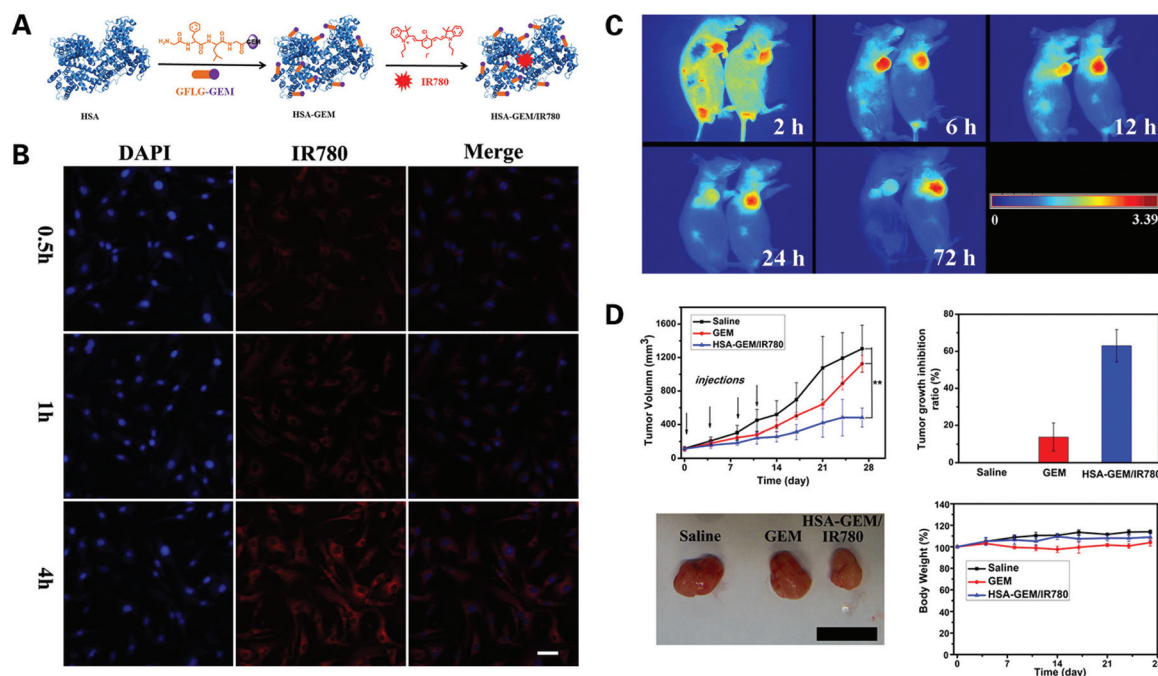 A
H₂N
GEM
GFLG-GEM
IR780
HSA
HSA-GEM
HSA-GEM/IR780
B
DAPI
IR780
Merge
0.5h
1h
4h
C
2 h
6 h
12 h
24 h
72 h
0
3.39
D
Tumor Volumn (mm³)
1600
1200
800
400
0
Saline
GEM
HSA-GEM/IR780
injections
**
0
7
14
21
28
Time (day)
Tumor growth inhibition
ratio (%)
80
60
40
20
0
Saline
GEM
HSA-GEM/IR780
Saline
GEM
HSA-GEM/
IR780
Body Weight (%)
140
120
100
80
60
40
20
0
Saline
GEM
HSA-GEM/IR780
0
7
14
21
28
Time (day)